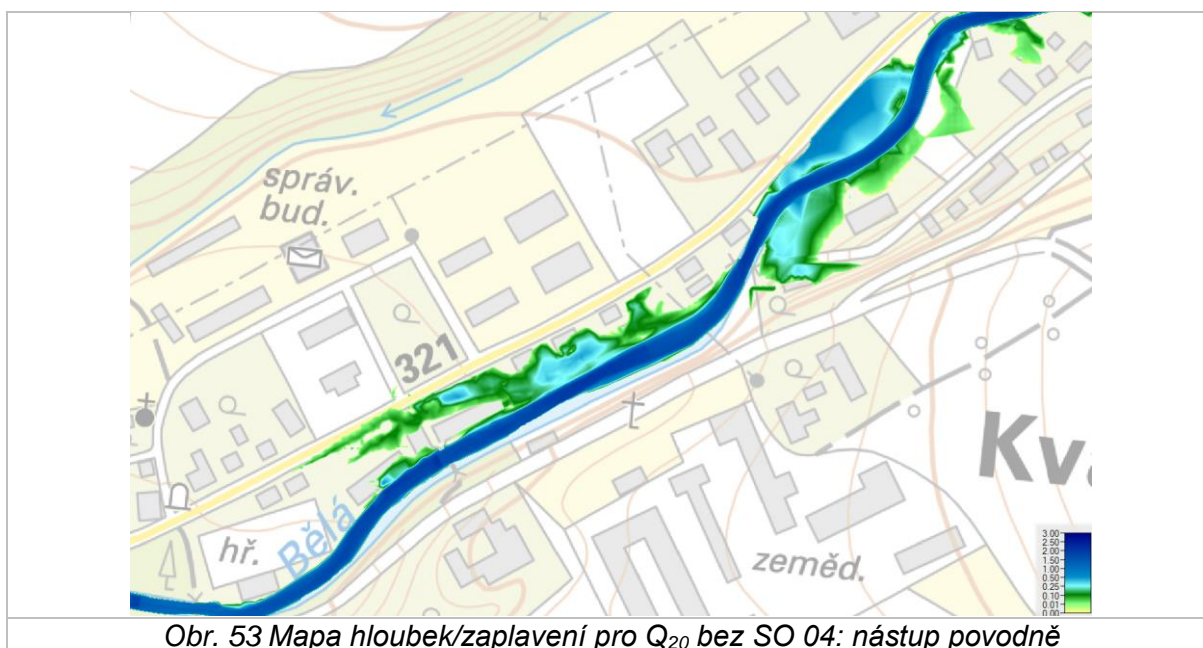 správ.
bud.
321
Kv
Bělá
hř.
zeměd.
3.00
2.50
2.00
1.50
1.00
0.50
0.25
0.10
0.01
0.00
Obr. 53 Mapa hloubek/zaplavení pro Q20 bez SO 04: nástup povodně